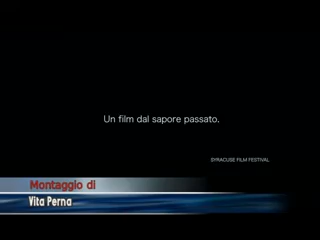 Un film dal sapore passato.
SYRACUSE FILM FESTIVAL
Montaggio di
Vita Perna